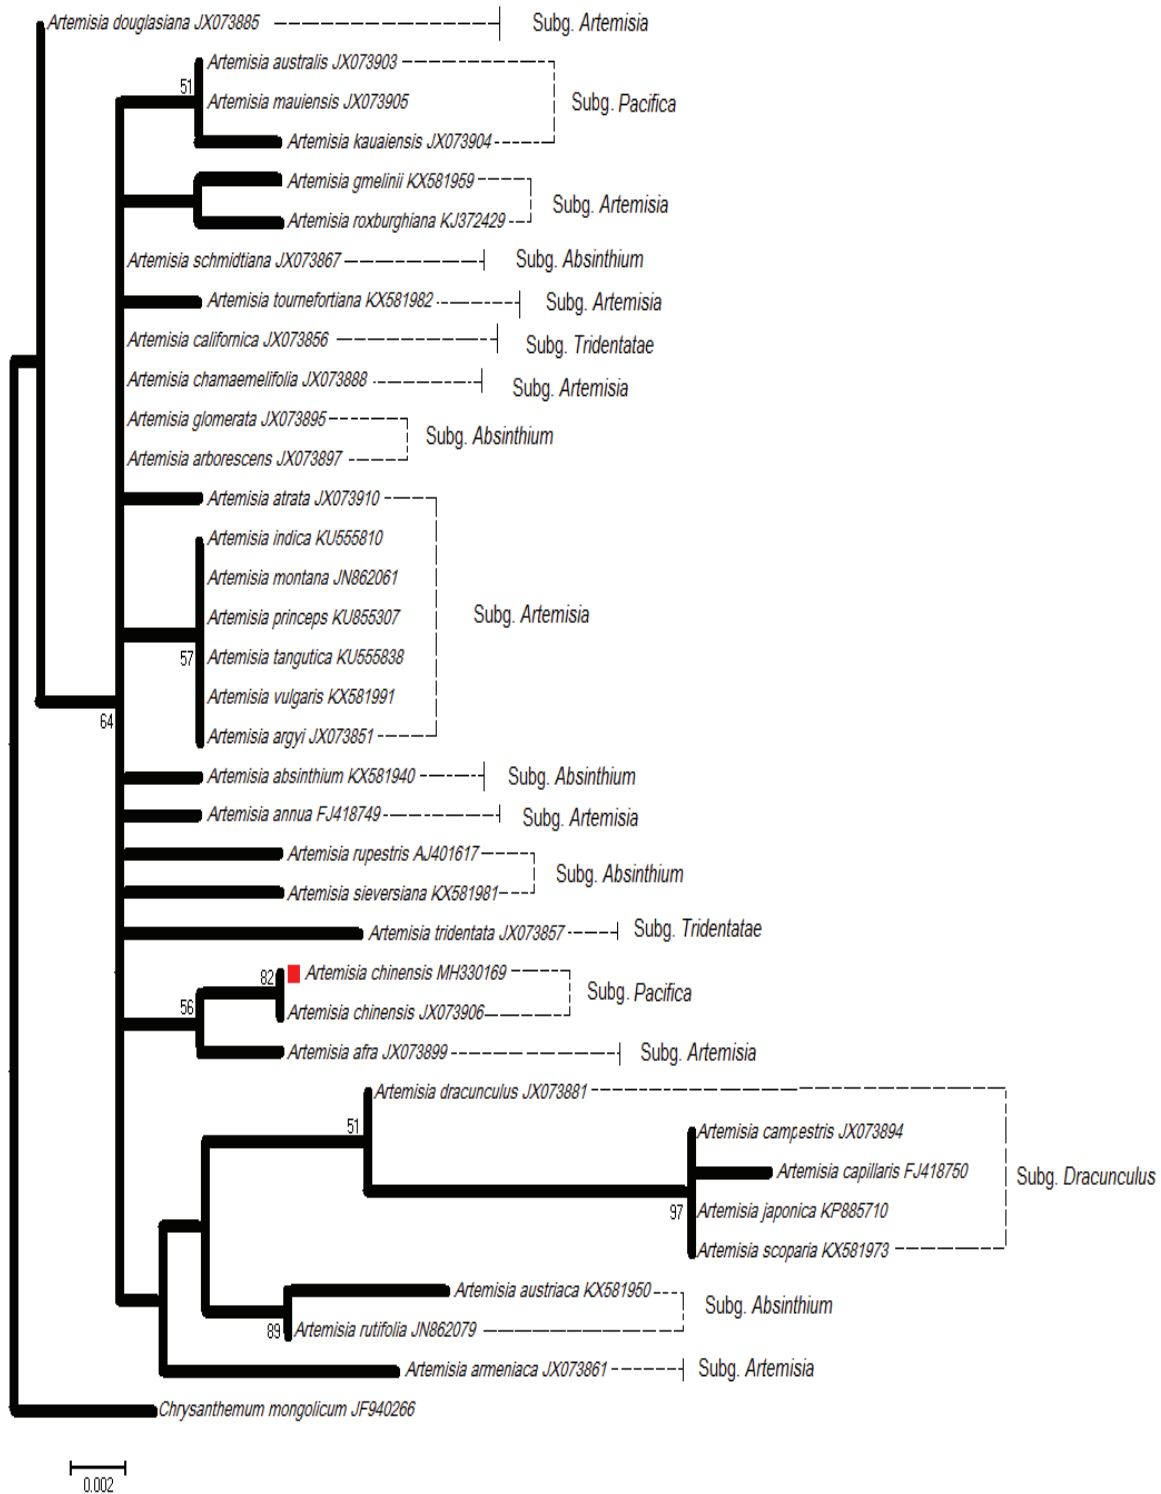 Artemisia douglasiana JX073885
Subg. Artemisia
Artemisia australis JX073903
51
Artemisia mauiensis JX073905
Subg. Pacifica
Artemisia kauaiensis JX073904
Artemisia gmelinii KX581959
Subg. Artemisia
Artemisia roxburghiana KJ372429
Artemisia schmidtiana JX073867
Subg. Absinthium
Artemisia tournefortiana KX581982
Subg. Artemisia
Artemisia californica JX073856
Subg. Tridentatae
Artemisia chamaemelifolia JX073888
Subg. Artemisia
Artemisia glomerata JX073895
Subg. Absinthium
Artemisia arborescens JX073897
Artemisia atrata JX073910
Artemisia indica KU555810
Artemisia montana JN862061
Artemisia princeps KU855307
Subg. Artemisia
Artemisia tangutica KU555838
57
Artemisia vulgaris KX581991
64
Artemisia argyi JX073851
Artemisia absinthium KX581940
Subg. Absinthium
Artemisia annua FJ418749
Subg. Artemisia
Artemisia rupestris AJ401617
Subg. Absinthium
Artemisia sieversiana KX581981
Artemisia tridentata JX073857
Subg. Tridentatae
82
Artemisia chinensis MH330169
Subg. Pacifica
56
Artemisia chinensis JX073906
Artemisia afra JX073899
Subg. Artemisia
Artemisia dracunculus JX073881
51
Artemisia campestris JX073894
Artemisia capillaris FJ418750
Subg. Dracunculus
97
Artemisia japonica KP885710
Artemisia scoparia KX581973
Artemisia austriaca KX581950
Subg. Absinthium
89
Artemisia rutifolia JN862079
Artemisia armeniaca JX073861
Subg. Artemisia
Chrysanthemum mongolicum JF940266
0.002